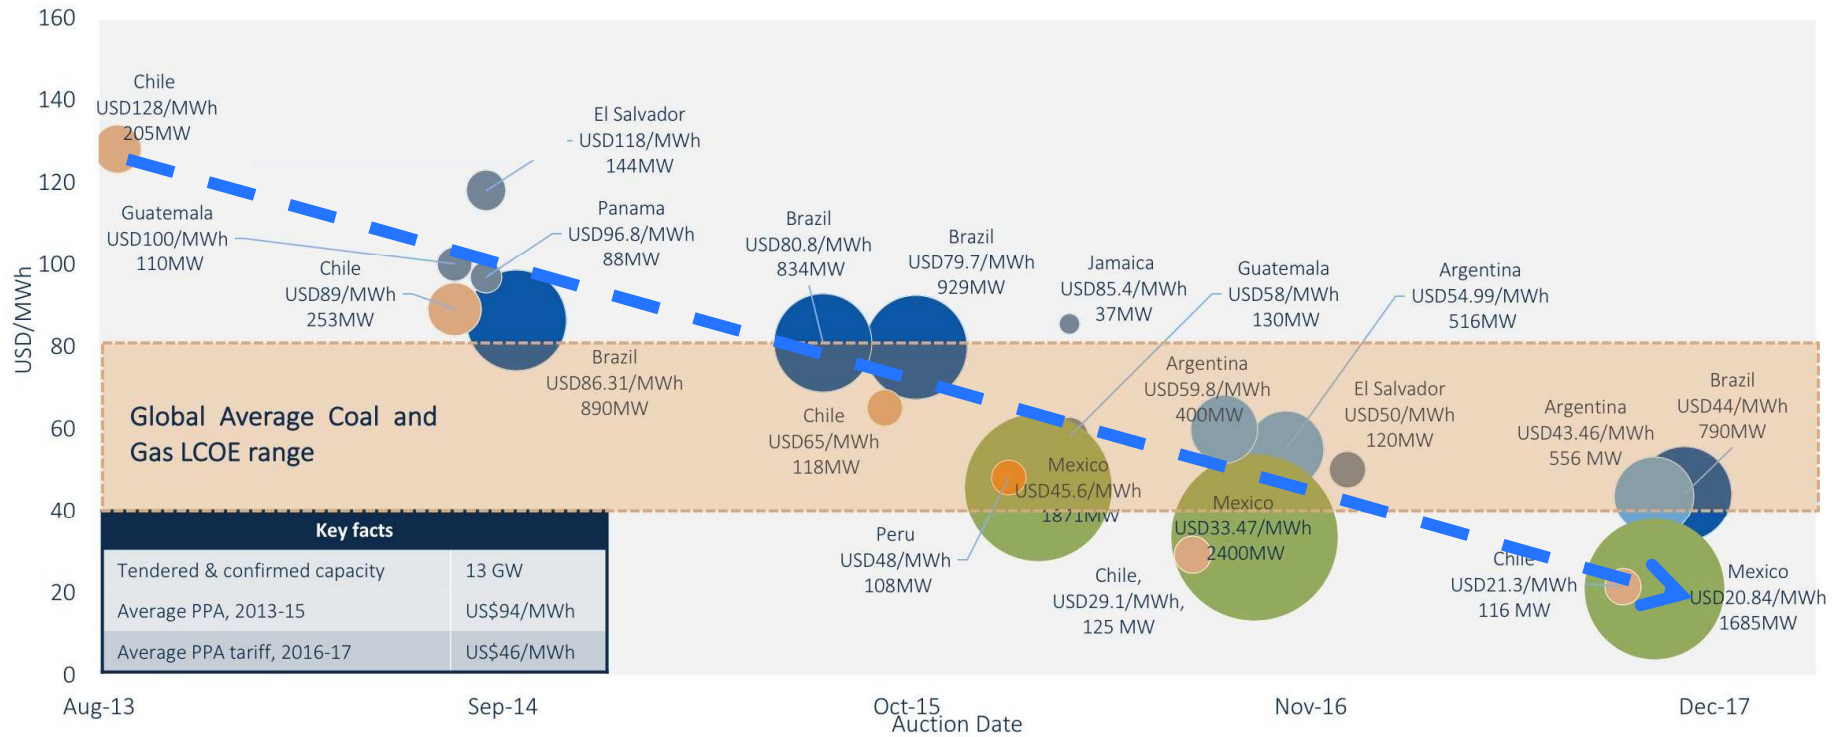 160
140
120
100
80
60
40
20
0
USD/MWh
Chile
USD128/MWh
205MW
El Salvador
USD118/MWh
144MW
Guatemala
USD100/MWh
110MW
Panama
USD96.8/MWh
88MW
Chile
USD89/MWh
253MW
Brazil
USD86.31/MWh
890MW
Brazil
USD80.8/MWh
834MW
Brazil
USD79.7/MWh
929MW
Chile
USD65/MWh
118MW
Jamaica
USD85.4/MWh
37MW
Guatemala
USD58/MWh
130MW
Argentina
USD54.99/MWh
516MW
Argentina
USD59.8/MWh
400MW
El Salvador
USD50/MWh
120MW
Mexico
USD45.6/MWh
1871MW
Peru
USD48/MWh
108MW
Mexico
USD33.47/MWh
2400MW
Chile,
USD29.1/MWh,
125 MW
Argentina
USD43.46/MWh
556 MW
Brazil
USD44/MWh
790MW
Chile
USD21.3/MWh
116 MW
Mexico
USD20.84/MWh
1685MW
Global Average Coal and
Gas LCOE range
Key facts
Tendered & confirmed capacity 13 GW
Average PPA, 2013-15 US$94/MWh
Average PPA tariff, 2016-17 US$46/MWh
Aug-13 Sep-14 Oct-15 Nov-16 Dec-17
Auction Date